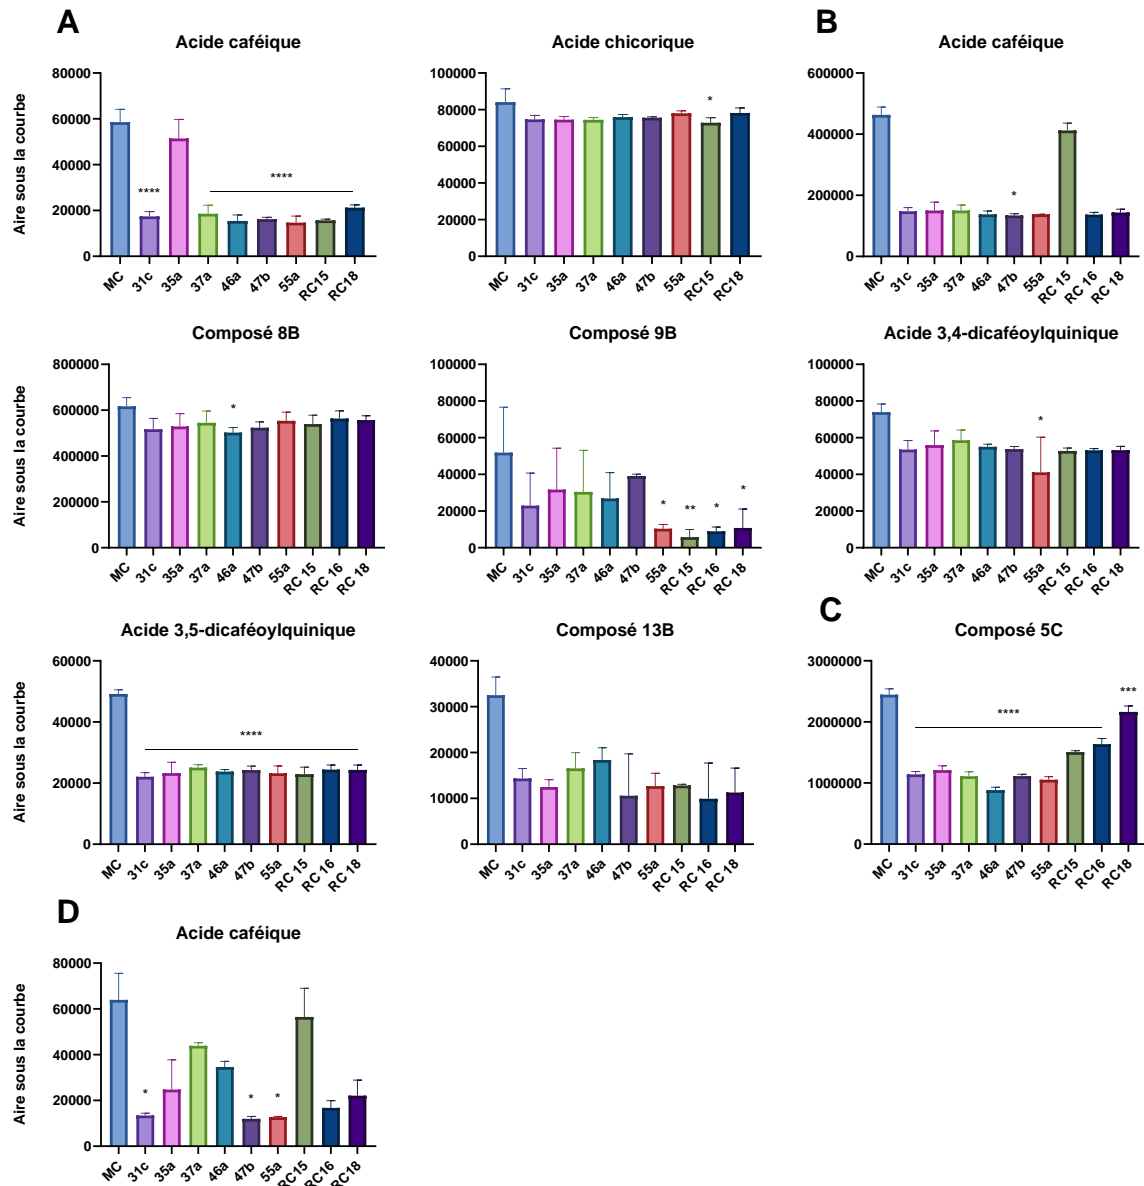 A
B
Acide caféique
Acide chicorique
Acide caféique
Aire sous la courbe
80000
60000
40000
20000
0
****
****
MC 31c 35a 37a 46a 47b 55a RC15 RC18
100000
80000
60000
40000
20000
0
*
MC 31c 35a 37a 46a 47b 55a RC15 RC18
600000
400000
200000
0
*
MC 31c 35a 37a 46a 47b 55a RC 15 RC 16 RC 18
Composé 8B
Composé 9B
Acide 3,4-dicaféoylquinique
Aire sous la courbe
800000
600000
400000
200000
0
*
MC 31c 35a 37a 46a 47b 55a RC 15 RC 16 RC 18
100000
80000
60000
40000
20000
0
*
**
*
*
MC 31c 35a 37a 46a 47b 55a RC 15 RC 16 RC 18
100000
80000
60000
40000
20000
0
*
MC 31c 35a 37a 46a 47b 55a RC 15 RC 16 RC 18
C
Acide 3,5-dicaféoylquinique
Composé 13B
Composé 5C
Aire sous la courbe
60000
40000
20000
0
****
MC 31c 35a 37a 46a 47b 55a RC 15 RC 16 RC 18
40000
30000
20000
10000
0
MC 31c 35a 37a 46a 47b 55a RC 15 RC 16 RC 18
3000000
2000000
1000000
0
****
***
MC 31c 35a 37a 46a 47b 55a RC15 RC16 RC18
D
Acide caféique
Aire sous la courbe
80000
60000
40000
20000
0
*
*
*
MC 31c 35a 37a 46a 47b 55a RC15 RC16 RC18